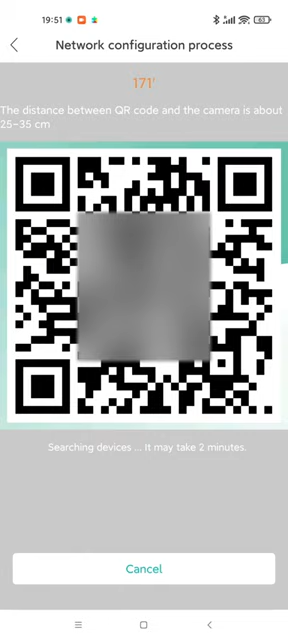 19:51
63
Network configuration process
171'
The distance between QR code and the camera is about
25-35 cm
Searching devices ... It may take 2 minutes.
Cancel